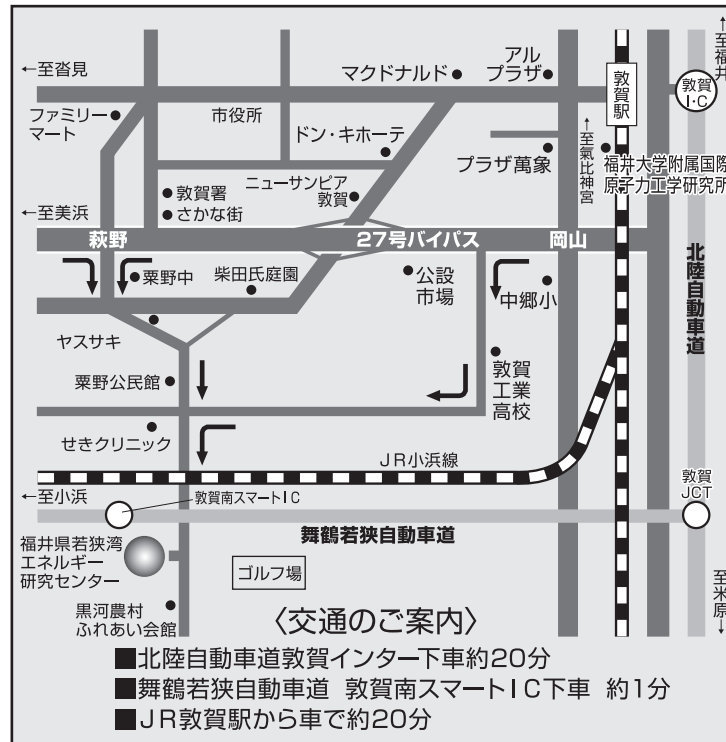 ←至沓見
マクドナルド
アル
プラザ
敦賀駅
敦賀
I・C
↑至福井
ファミリー
マート
市役所
ドン・キホーテ
プラザ萬象
←至氣比神宮
福井大学附属国際
原子力工学研究所
敦賀署
さかな街
ニューサンピア
敦賀
←至美浜
萩野
27号バイパス
岡山
北陸自動車道
粟野中
柴田氏庭園
公設
市場
中郷小
ヤスサキ
粟野公民館
敦賀
工業
高校
せきクリニック
JR小浜線
←至小浜
敦賀南スマートIC
敦賀
JCT
舞鶴若狭自動車道
福井県若狭湾
エネルギー
研究センター
ゴルフ場
至米原→
黒河農村
ふれあい会館
〈交通のご案内〉
■北陸自動車道敦賀インター下車約20分
■舞鶴若狭自動車道 敦賀南スマートIC下車 約1分
■JR敦賀駅から車で約20分